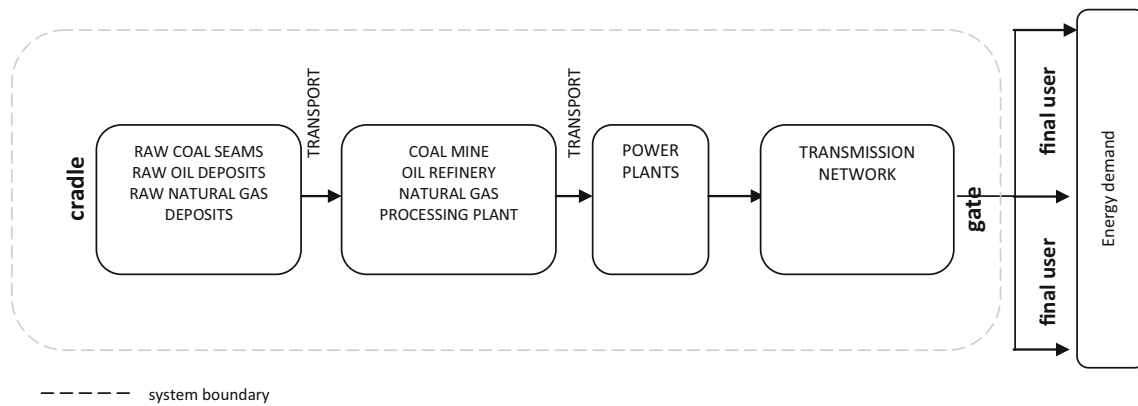 cradle
RAW COAL SEAMS
RAW OIL DEPOSITS
RAW NATURAL GAS
DEPOSITS
TRANSPORT
COAL MINE
OIL REFINERY
NATURAL GAS
PROCESSING PLANT
TRANSPORT
POWER
PLANTS
TRANSMISSION
NETWORK
gate
final user
final user
Energy demand
system boundary